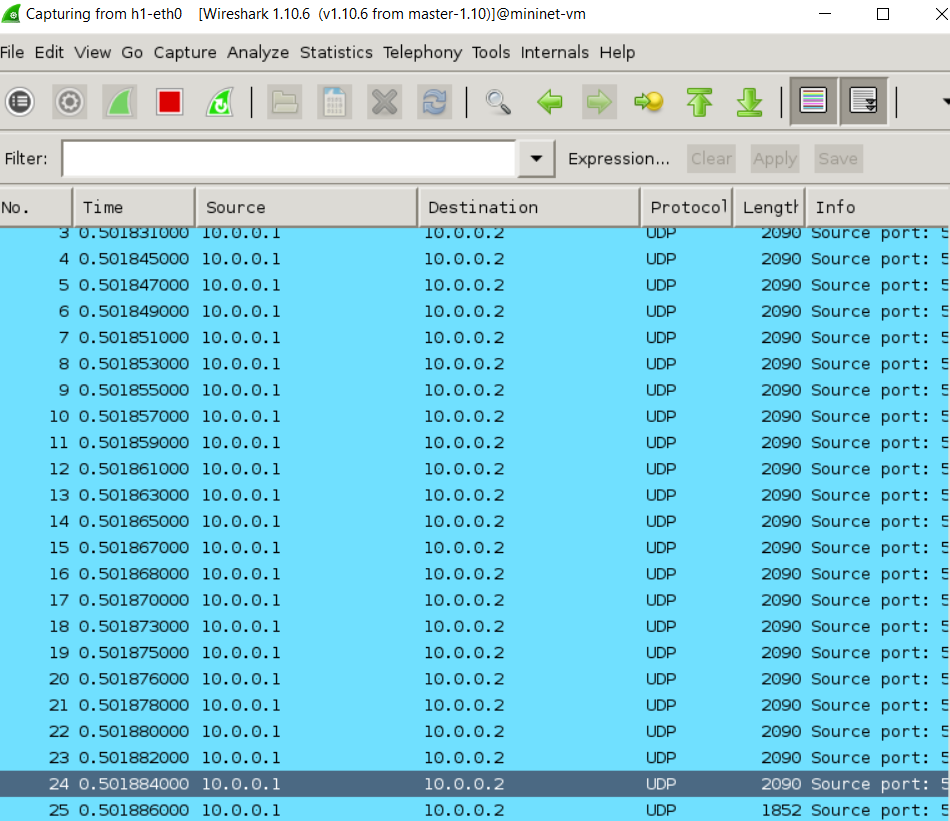 Capturing from h1-eth0 [Wireshark 1.10.6 (v1.10.6 from master-1.10)]@mininet-vm
File Edit View Go Capture Analyze Statistics Telephony Tools Internals Help
Filter: Expression... Clear Apply Save
No. Time Source Destination Protocol Length Info
3 0.501831000 10.0.0.1 10.0.0.2 UDP 2090 Source port: 5
4 0.501845000 10.0.0.1 10.0.0.2 UDP 2090 Source port: 5
5 0.501847000 10.0.0.1 10.0.0.2 UDP 2090 Source port: 5
6 0.501849000 10.0.0.1 10.0.0.2 UDP 2090 Source port: 5
7 0.501851000 10.0.0.1 10.0.0.2 UDP 2090 Source port: 5
8 0.501853000 10.0.0.1 10.0.0.2 UDP 2090 Source port: 5
9 0.501855000 10.0.0.1 10.0.0.2 UDP 2090 Source port: 5
10 0.501857000 10.0.0.1 10.0.0.2 UDP 2090 Source port: 5
11 0.501859000 10.0.0.1 10.0.0.2 UDP 2090 Source port: 5
12 0.501861000 10.0.0.1 10.0.0.2 UDP 2090 Source port: 5
13 0.501863000 10.0.0.1 10.0.0.2 UDP 2090 Source port: 5
14 0.501865000 10.0.0.1 10.0.0.2 UDP 2090 Source port: 5
15 0.501867000 10.0.0.1 10.0.0.2 UDP 2090 Source port: 5
16 0.501868000 10.0.0.1 10.0.0.2 UDP 2090 Source port: 5
17 0.501870000 10.0.0.1 10.0.0.2 UDP 2090 Source port: 5
18 0.501873000 10.0.0.1 10.0.0.2 UDP 2090 Source port: 5
19 0.501875000 10.0.0.1 10.0.0.2 UDP 2090 Source port: 5
20 0.501876000 10.0.0.1 10.0.0.2 UDP 2090 Source port: 5
21 0.501878000 10.0.0.1 10.0.0.2 UDP 2090 Source port: 5
22 0.501880000 10.0.0.1 10.0.0.2 UDP 2090 Source port: 5
23 0.501882000 10.0.0.1 10.0.0.2 UDP 2090 Source port: 5
24 0.501884000 10.0.0.1 10.0.0.2 UDP 2090 Source port: 5
25 0.501886000 10.0.0.1 10.0.0.2 UDP 1852 Source port: 5